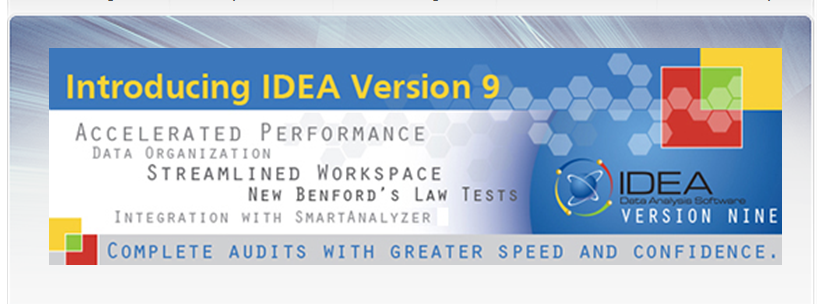 Introducing IDEA Version 9
ACCELERATED PERFORMANCE
DATA ORGANIZATION
STREAMLINED WORKSPACE
NEW BENFORD'S LAW TESTS
INTEGRATION WITH SMARTANALYZER
IDEA
Data Analysis Software
VERSION NINE
COMPLETE AUDITS WITH GREATER SPEED AND CONFIDENCE.